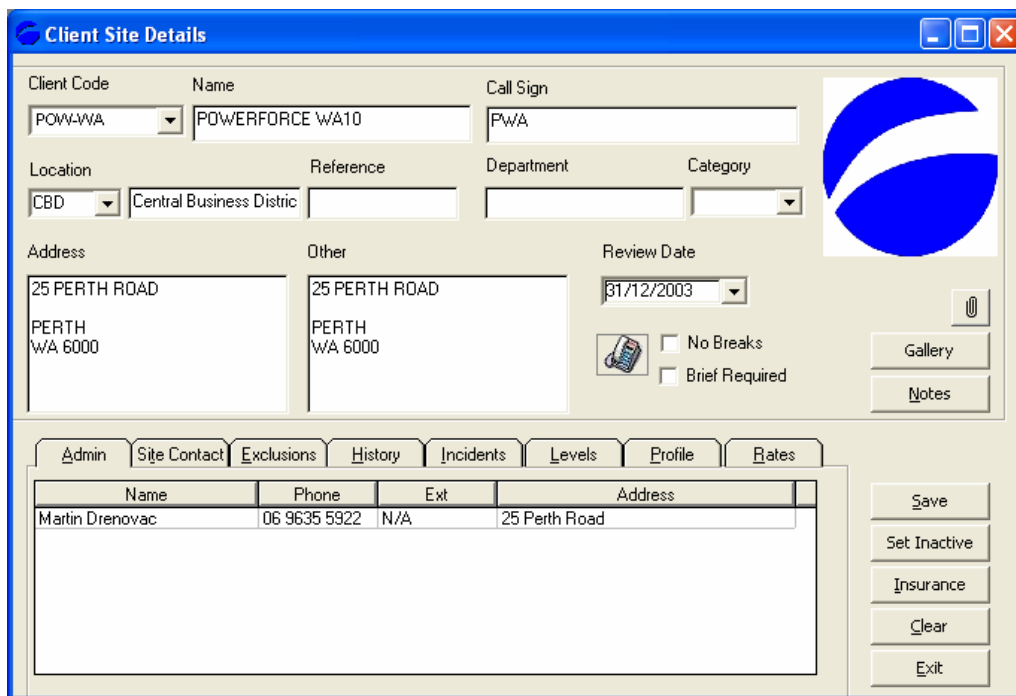 Client Site Details
Client Code Name Call Sign
POW-WA POWERFORCE WA10 PWA
Location Reference Department Category
CBD Central Business Distric
Address Other Review Date
25 PERTH ROAD 25 PERTH ROAD 31/12/2003
PERTH PERTH
WA 6000 WA 6000
No Breaks
Brief Required
Gallery
Notes
Admin Site Contact Exclusions History Incidents Levels Profile Rates
Name Phone Ext Address
Martin Drenovac 06 9635 5922 N/A 25 Perth Road
Save
Set Inactive
Insurance
Clear
Exit